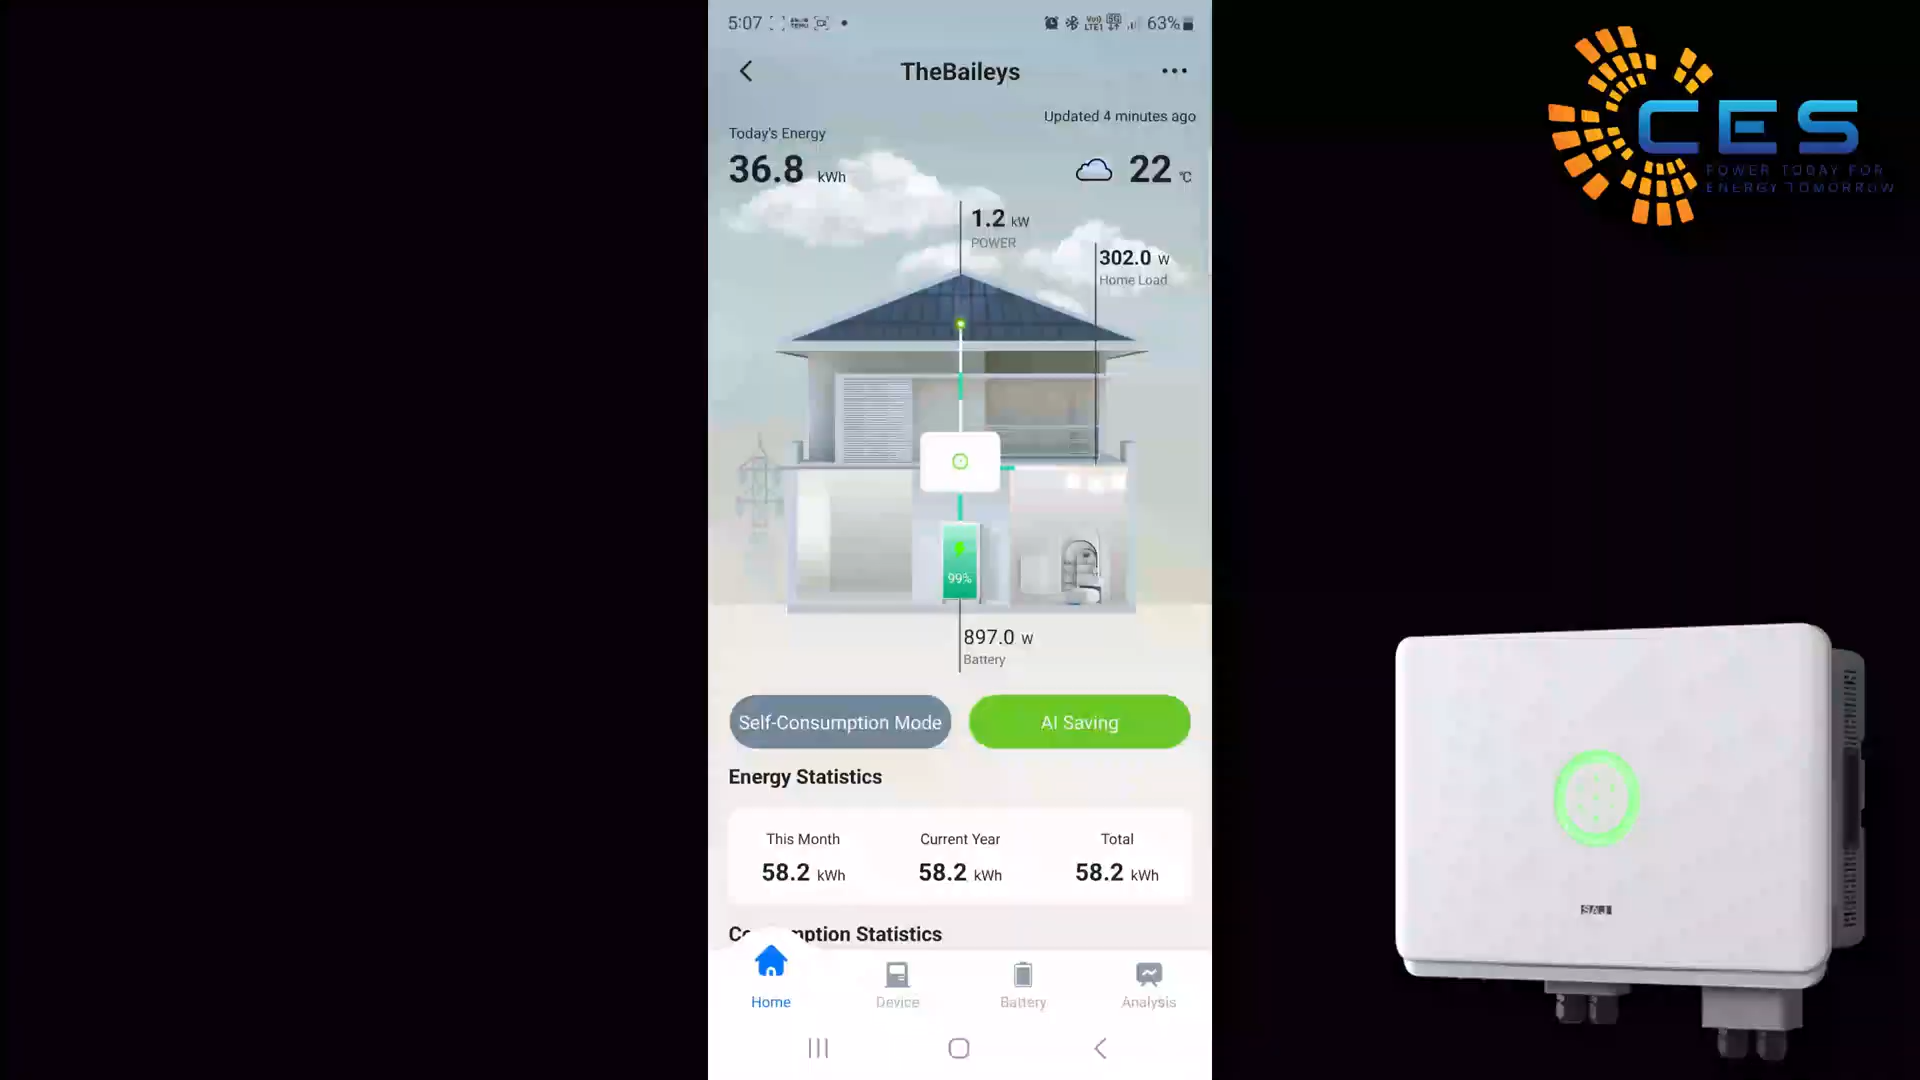 5:07
63%
TheBaileys
Updated 4 minutes ago
Today's Energy
36.8 kWh
22 °C
1.2 kW
POWER
302.0 W
Home Load
99%
897.0 W
Battery
Self-Consumption Mode
AI Saving
Energy Statistics
This Month
Current Year
Total
58.2 kWh
58.2 kWh
58.2 kWh
Consumption Statistics
Home
Device
Battery
Analysis
CES
POWER TODAY FOR
ENERGY TOMORROW
SAJ